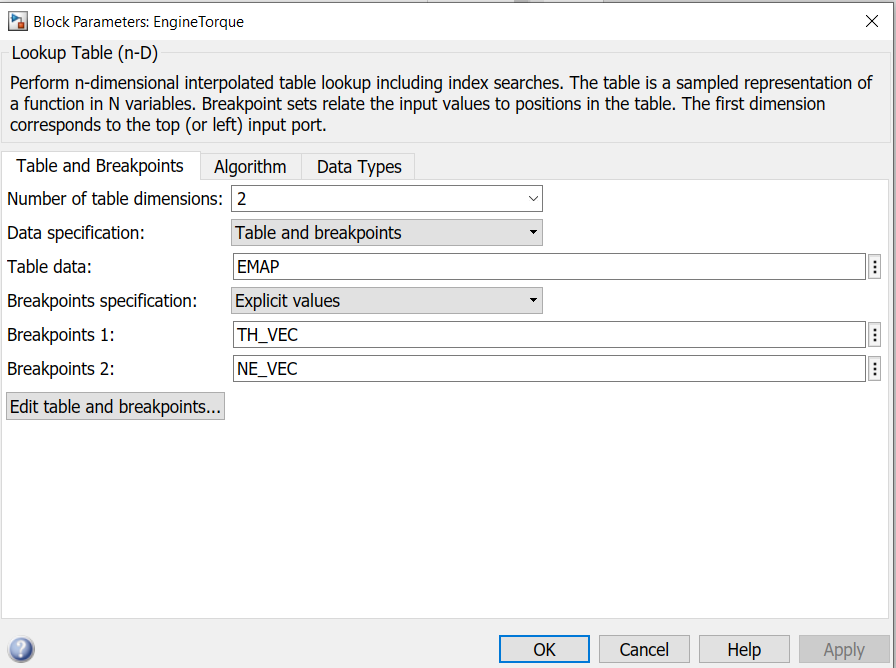 Block Parameters: EngineTorque
Lookup Table (n-D)
Perform n-dimensional interpolated table lookup including index searches. The table is a sampled representation of
a function in N variables. Breakpoint sets relate the input values to positions in the table. The first dimension
corresponds to the top (or left) input port.
Table and Breakpoints Algorithm Data Types
Number of table dimensions: 2
Data specification: Table and breakpoints
Table data: EMAP
Breakpoints specification: Explicit values
Breakpoints 1: TH_VEC
Breakpoints 2: NE_VEC
Edit table and breakpoints...
? OK Cancel Help Apply